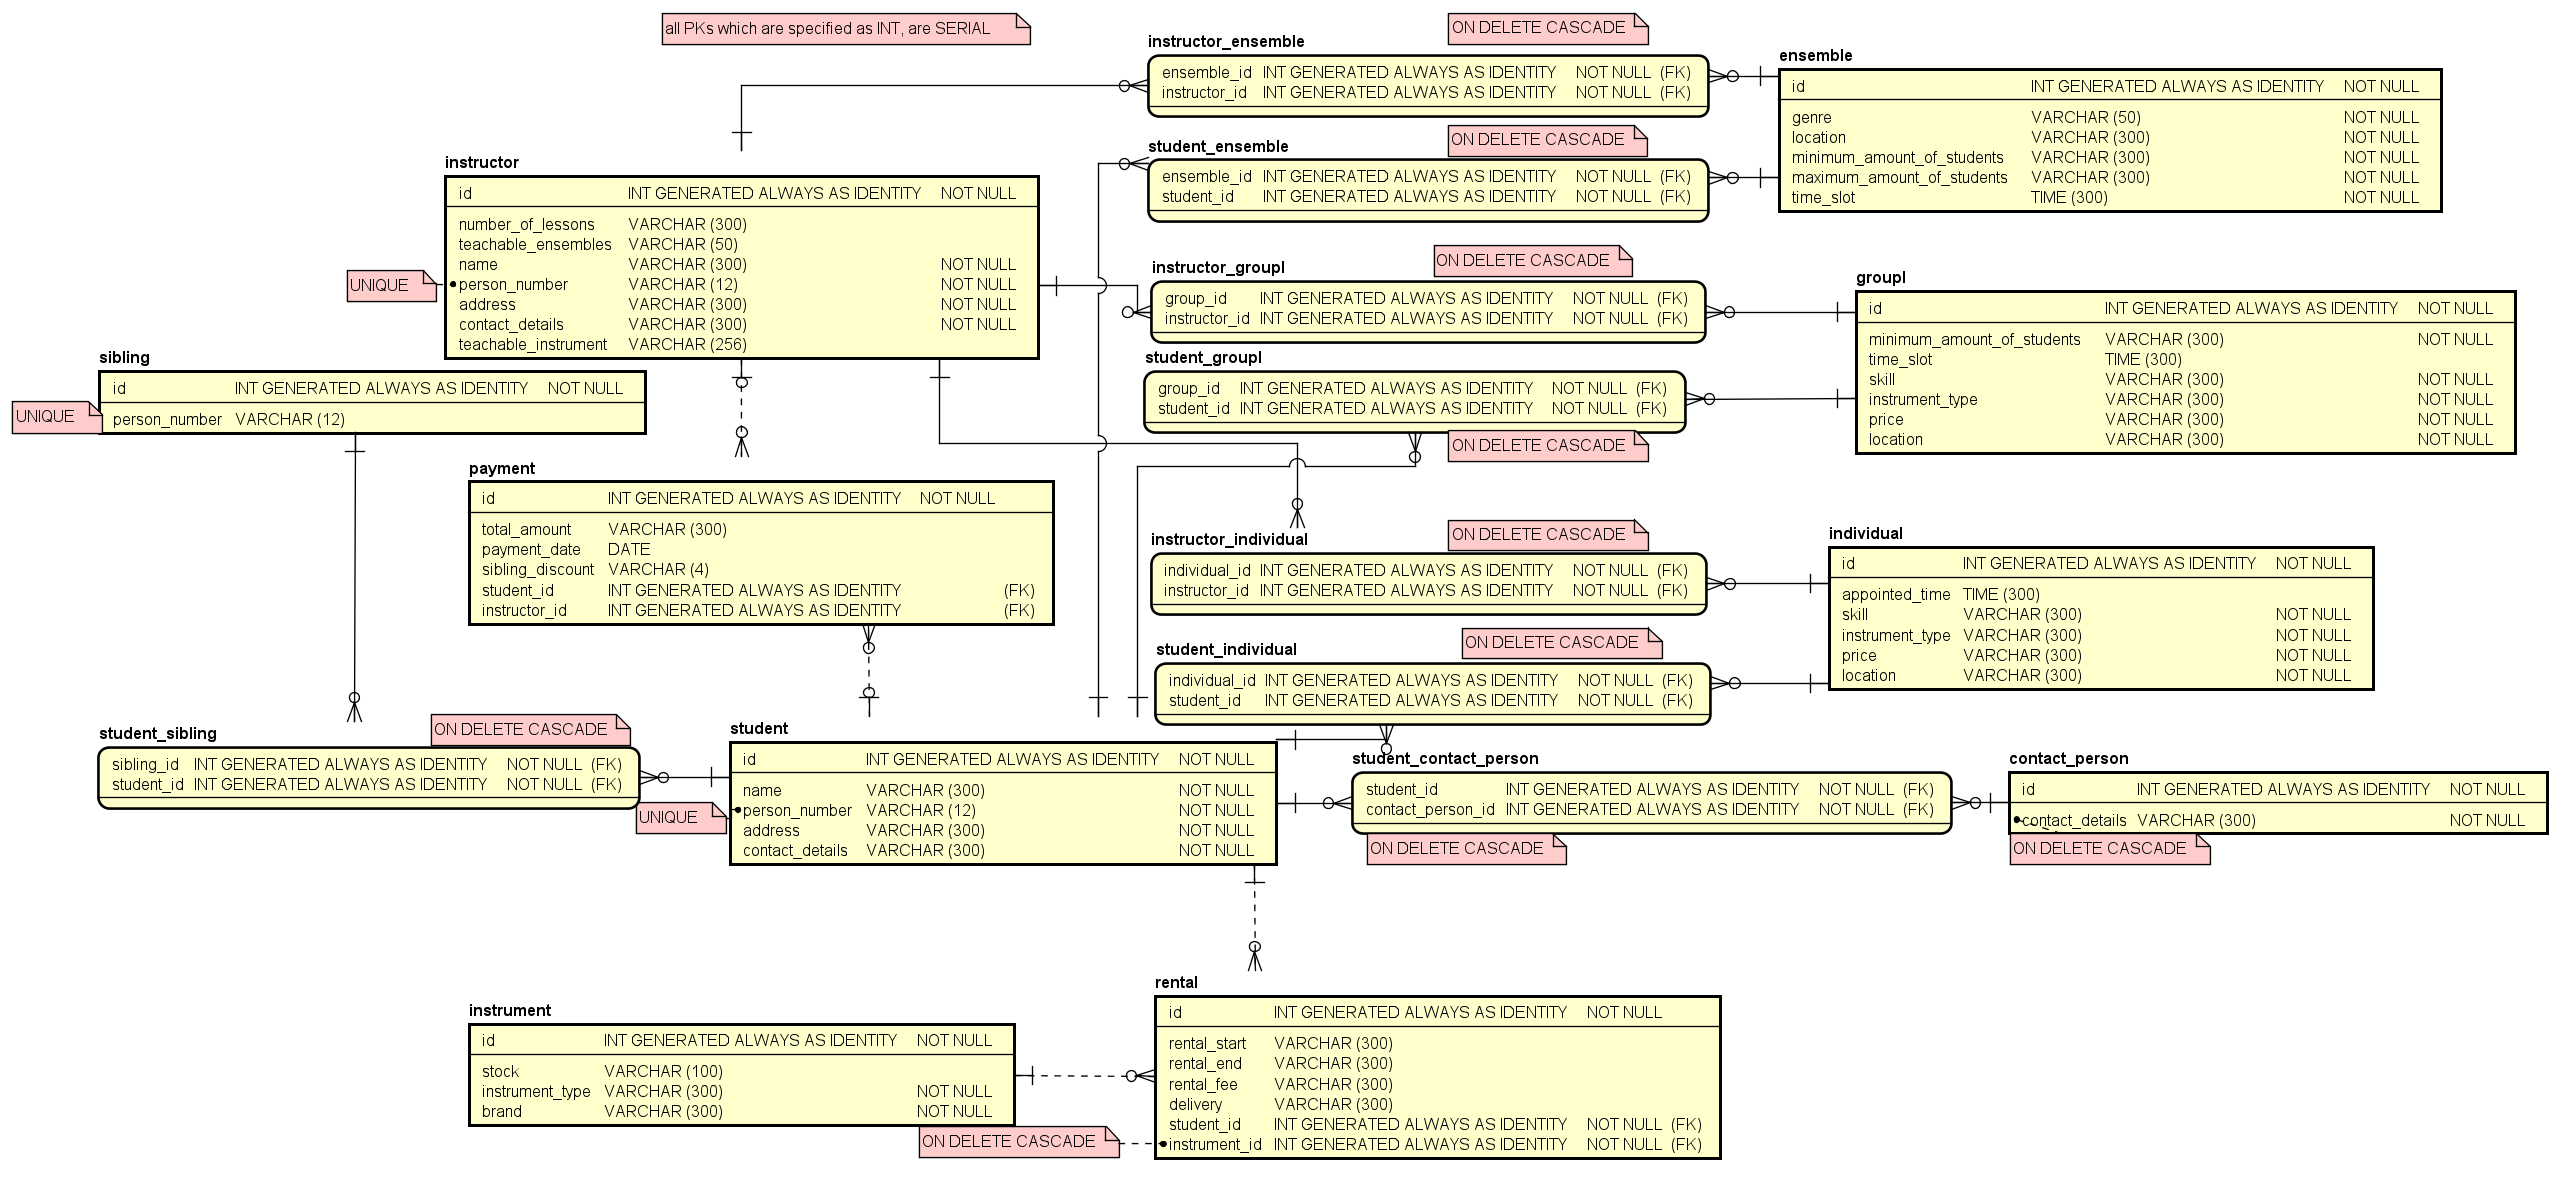 all PKs which are specified as INT, are SERIAL
ON DELETE CASCADE
instructor_ensemble
ensemble_id INT GENERATED ALWAYS AS IDENTITY NOT NULL (FK)
instructor_id INT GENERATED ALWAYS AS IDENTITY NOT NULL (FK)
ensemble
id INT GENERATED ALWAYS AS IDENTITY NOT NULL
genre VARCHAR (50) NOT NULL
location VARCHAR (300) NOT NULL
minimum_amount_of_students VARCHAR (300) NOT NULL
maximum_amount_of_students VARCHAR (300) NOT NULL
time_slot TIME (300) NOT NULL
ON DELETE CASCADE
student_ensemble
ensemble_id INT GENERATED ALWAYS AS IDENTITY NOT NULL (FK)
student_id INT GENERATED ALWAYS AS IDENTITY NOT NULL (FK)
instructor
id INT GENERATED ALWAYS AS IDENTITY NOT NULL
number_of_lessons VARCHAR (300)
teachable_ensembles VARCHAR (50)
name VARCHAR (300) NOT NULL
person_number VARCHAR (12) NOT NULL
address VARCHAR (300) NOT NULL
contact_details VARCHAR (300) NOT NULL
teachable_instrument VARCHAR (256)
UNIQUE
ON DELETE CASCADE
instructor_groupl
group_id INT GENERATED ALWAYS AS IDENTITY NOT NULL (FK)
instructor_id INT GENERATED ALWAYS AS IDENTITY NOT NULL (FK)
groupl
id INT GENERATED ALWAYS AS IDENTITY NOT NULL
minimum_amount_of_students VARCHAR (300) NOT NULL
time_slot TIME (300)
skill VARCHAR (300) NOT NULL
instrument_type VARCHAR (300) NOT NULL
price VARCHAR (300) NOT NULL
location VARCHAR (300) NOT NULL
student_groupl
group_id INT GENERATED ALWAYS AS IDENTITY NOT NULL (FK)
student_id INT GENERATED ALWAYS AS IDENTITY NOT NULL (FK)
ON DELETE CASCADE
sibling
id INT GENERATED ALWAYS AS IDENTITY NOT NULL
person_number VARCHAR (12)
UNIQUE
payment
id INT GENERATED ALWAYS AS IDENTITY NOT NULL
total_amount VARCHAR (300)
payment_date DATE
sibling_discount VARCHAR (4)
student_id INT GENERATED ALWAYS AS IDENTITY (FK)
instructor_id INT GENERATED ALWAYS AS IDENTITY (FK)
ON DELETE CASCADE
instructor_individual
individual_id INT GENERATED ALWAYS AS IDENTITY NOT NULL (FK)
instructor_id INT GENERATED ALWAYS AS IDENTITY NOT NULL (FK)
individual
id INT GENERATED ALWAYS AS IDENTITY NOT NULL
appointed_time TIME (300)
skill VARCHAR (300) NOT NULL
instrument_type VARCHAR (300) NOT NULL
price VARCHAR (300) NOT NULL
location VARCHAR (300) NOT NULL
ON DELETE CASCADE
student_individual
individual_id INT GENERATED ALWAYS AS IDENTITY NOT NULL (FK)
student_id INT GENERATED ALWAYS AS IDENTITY NOT NULL (FK)
ON DELETE CASCADE
student_sibling
sibling_id INT GENERATED ALWAYS AS IDENTITY NOT NULL (FK)
student_id INT GENERATED ALWAYS AS IDENTITY NOT NULL (FK)
UNIQUE
student
id INT GENERATED ALWAYS AS IDENTITY NOT NULL
name VARCHAR (300) NOT NULL
person_number VARCHAR (12) NOT NULL
address VARCHAR (300) NOT NULL
contact_details VARCHAR (300) NOT NULL
student_contact_person
student_id INT GENERATED ALWAYS AS IDENTITY NOT NULL (FK)
contact_person_id INT GENERATED ALWAYS AS IDENTITY NOT NULL (FK)
ON DELETE CASCADE
contact_person
id INT GENERATED ALWAYS AS IDENTITY NOT NULL
contact_details VARCHAR (300) NOT NULL
ON DELETE CASCADE
instrument
id INT GENERATED ALWAYS AS IDENTITY NOT NULL
stock VARCHAR (100)
instrument_type VARCHAR (300) NOT NULL
brand VARCHAR (300) NOT NULL
ON DELETE CASCADE
rental
id INT GENERATED ALWAYS AS IDENTITY NOT NULL
rental_start VARCHAR (300)
rental_end VARCHAR (300)
rental_fee VARCHAR (300)
delivery VARCHAR (300)
student_id INT GENERATED ALWAYS AS IDENTITY NOT NULL (FK)
instrument_id INT GENERATED ALWAYS AS IDENTITY NOT NULL (FK)